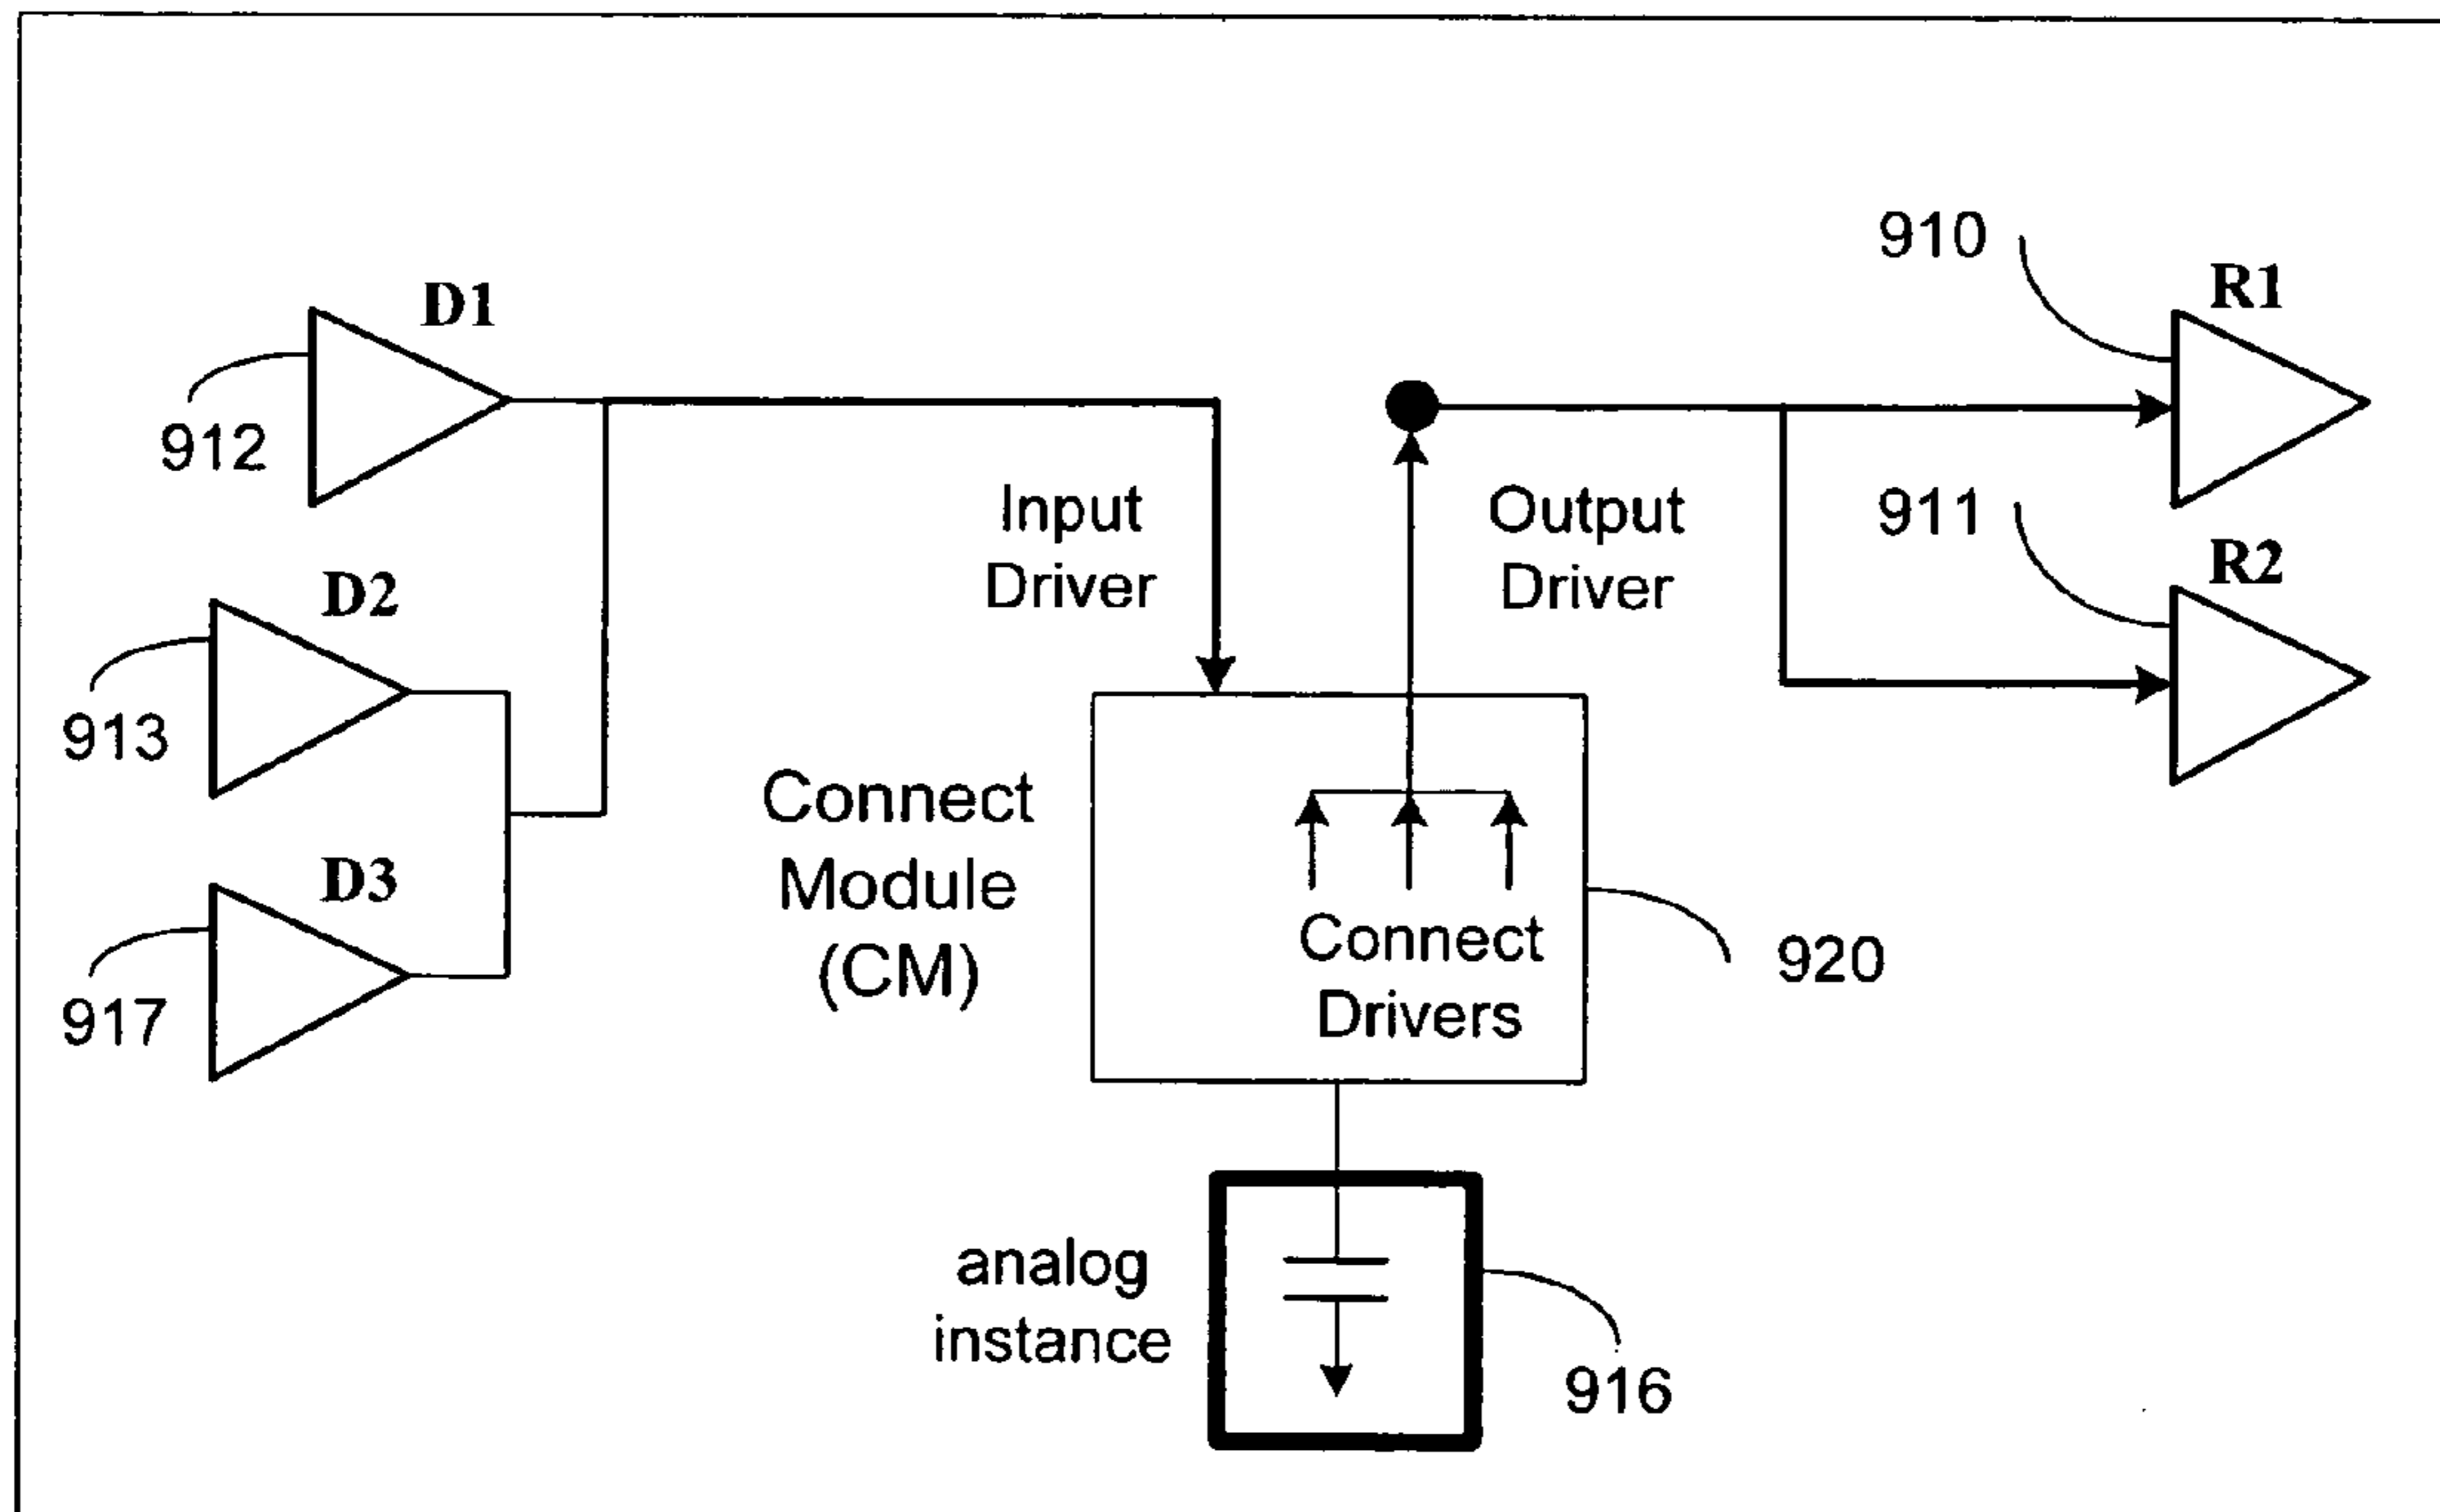 910
R1
D1
912
911
Input
Driver
Output
Driver
R2
D2
913
Connect
Module
(CM)
D3
917
Connect
Drivers
920
analog
instance
916